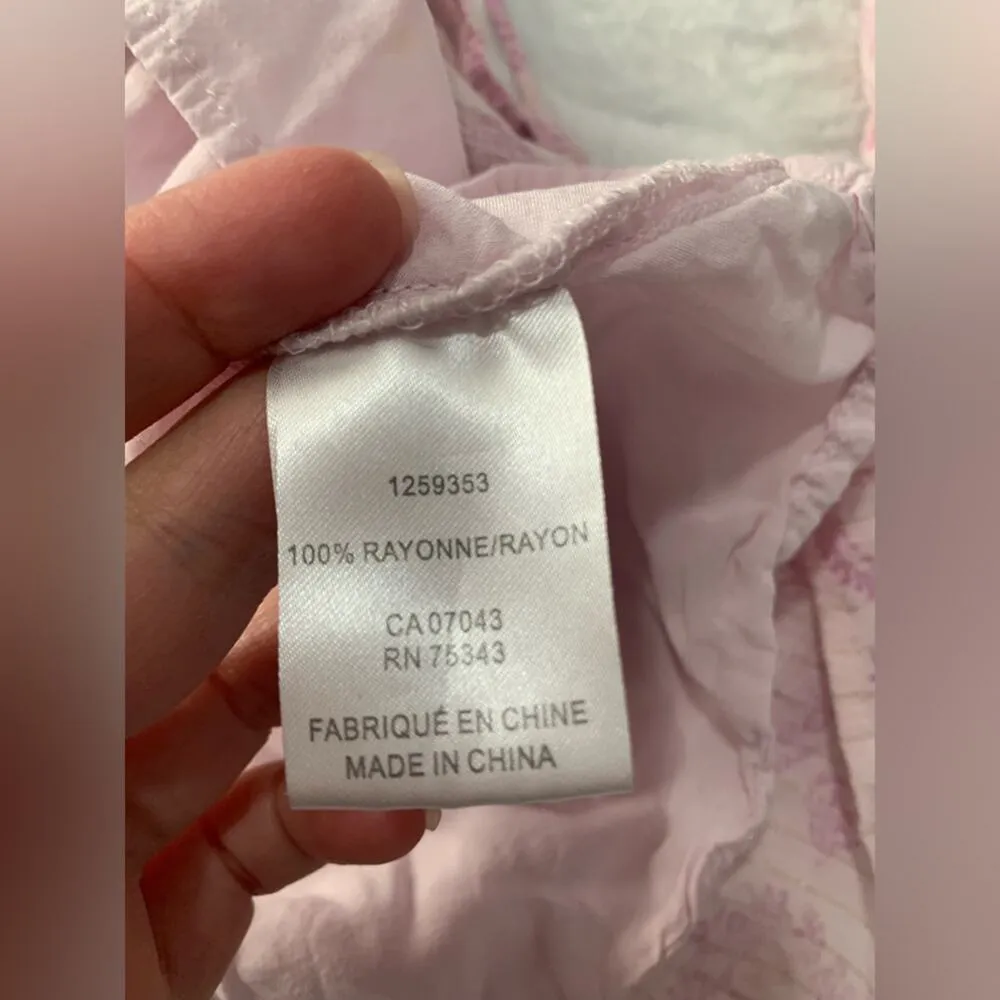 1259353
100% RAYONNE/RAYON
CA 07043
RN 75343
FABRIQUÉ EN CHINE
MADE IN CHINA